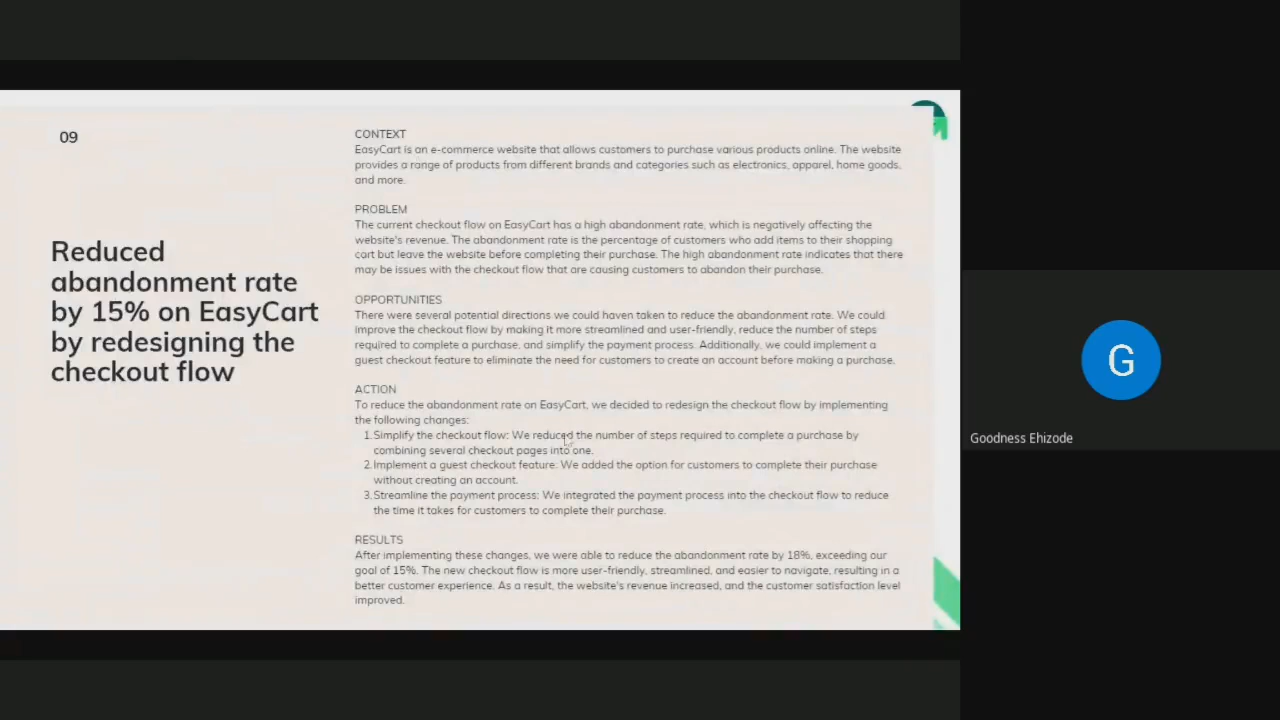 09
Reduced
abandonment rate
by 15% on EasyCart
by redesigning the
checkout flow
CONTEXT
EasyCart is an e-commerce website that allows customers to purchase various products online. The website
provides a range of products from different brands and categories such as electronics, apparel, home goods,
and more.
PROBLEM
The current checkout flow on EasyCart has a high abandonment rate, which is negatively affecting the
website's revenue. The abandonment rate is the percentage of customers who add items to their shopping
cart but leave the website before completing their purchase. The high abandonment rate indicates that there
may be issues with the checkout flow that are causing customers to abandon their purchase.
OPPORTUNITIES
There were several potential directions we could haven taken to reduce the abandonment rate. We could
improve the checkout flow by making it more streamlined and user-friendly, reduce the number of steps
required to complete a purchase, and simplify the payment process. Additionally, we could implement a
guest checkout feature to eliminate the need for customers to create an account before making a purchase.
ACTION
To reduce the abandonment rate on EasyCart, we decided to redesign the checkout flow by implementing
the following changes:
1. Simplify the checkout flow: We reduced the number of steps required to complete a purchase by
combining several checkout pages into one.
2. Implement a guest checkout feature: We added the option for customers to complete their purchase
without creating an account.
3. Streamline the payment process: We integrated the payment process into the checkout flow to reduce
the time it takes for customers to complete their purchase.
RESULTS
After implementing these changes, we were able to reduce the abandonment rate by 18%, exceeding our
goal of 15%. The new checkout flow is more user-friendly, streamlined, and easier to navigate, resulting in a
better customer experience. As a result, the website's revenue increased, and the customer satisfaction level
improved.
G
Goodness Ehizode